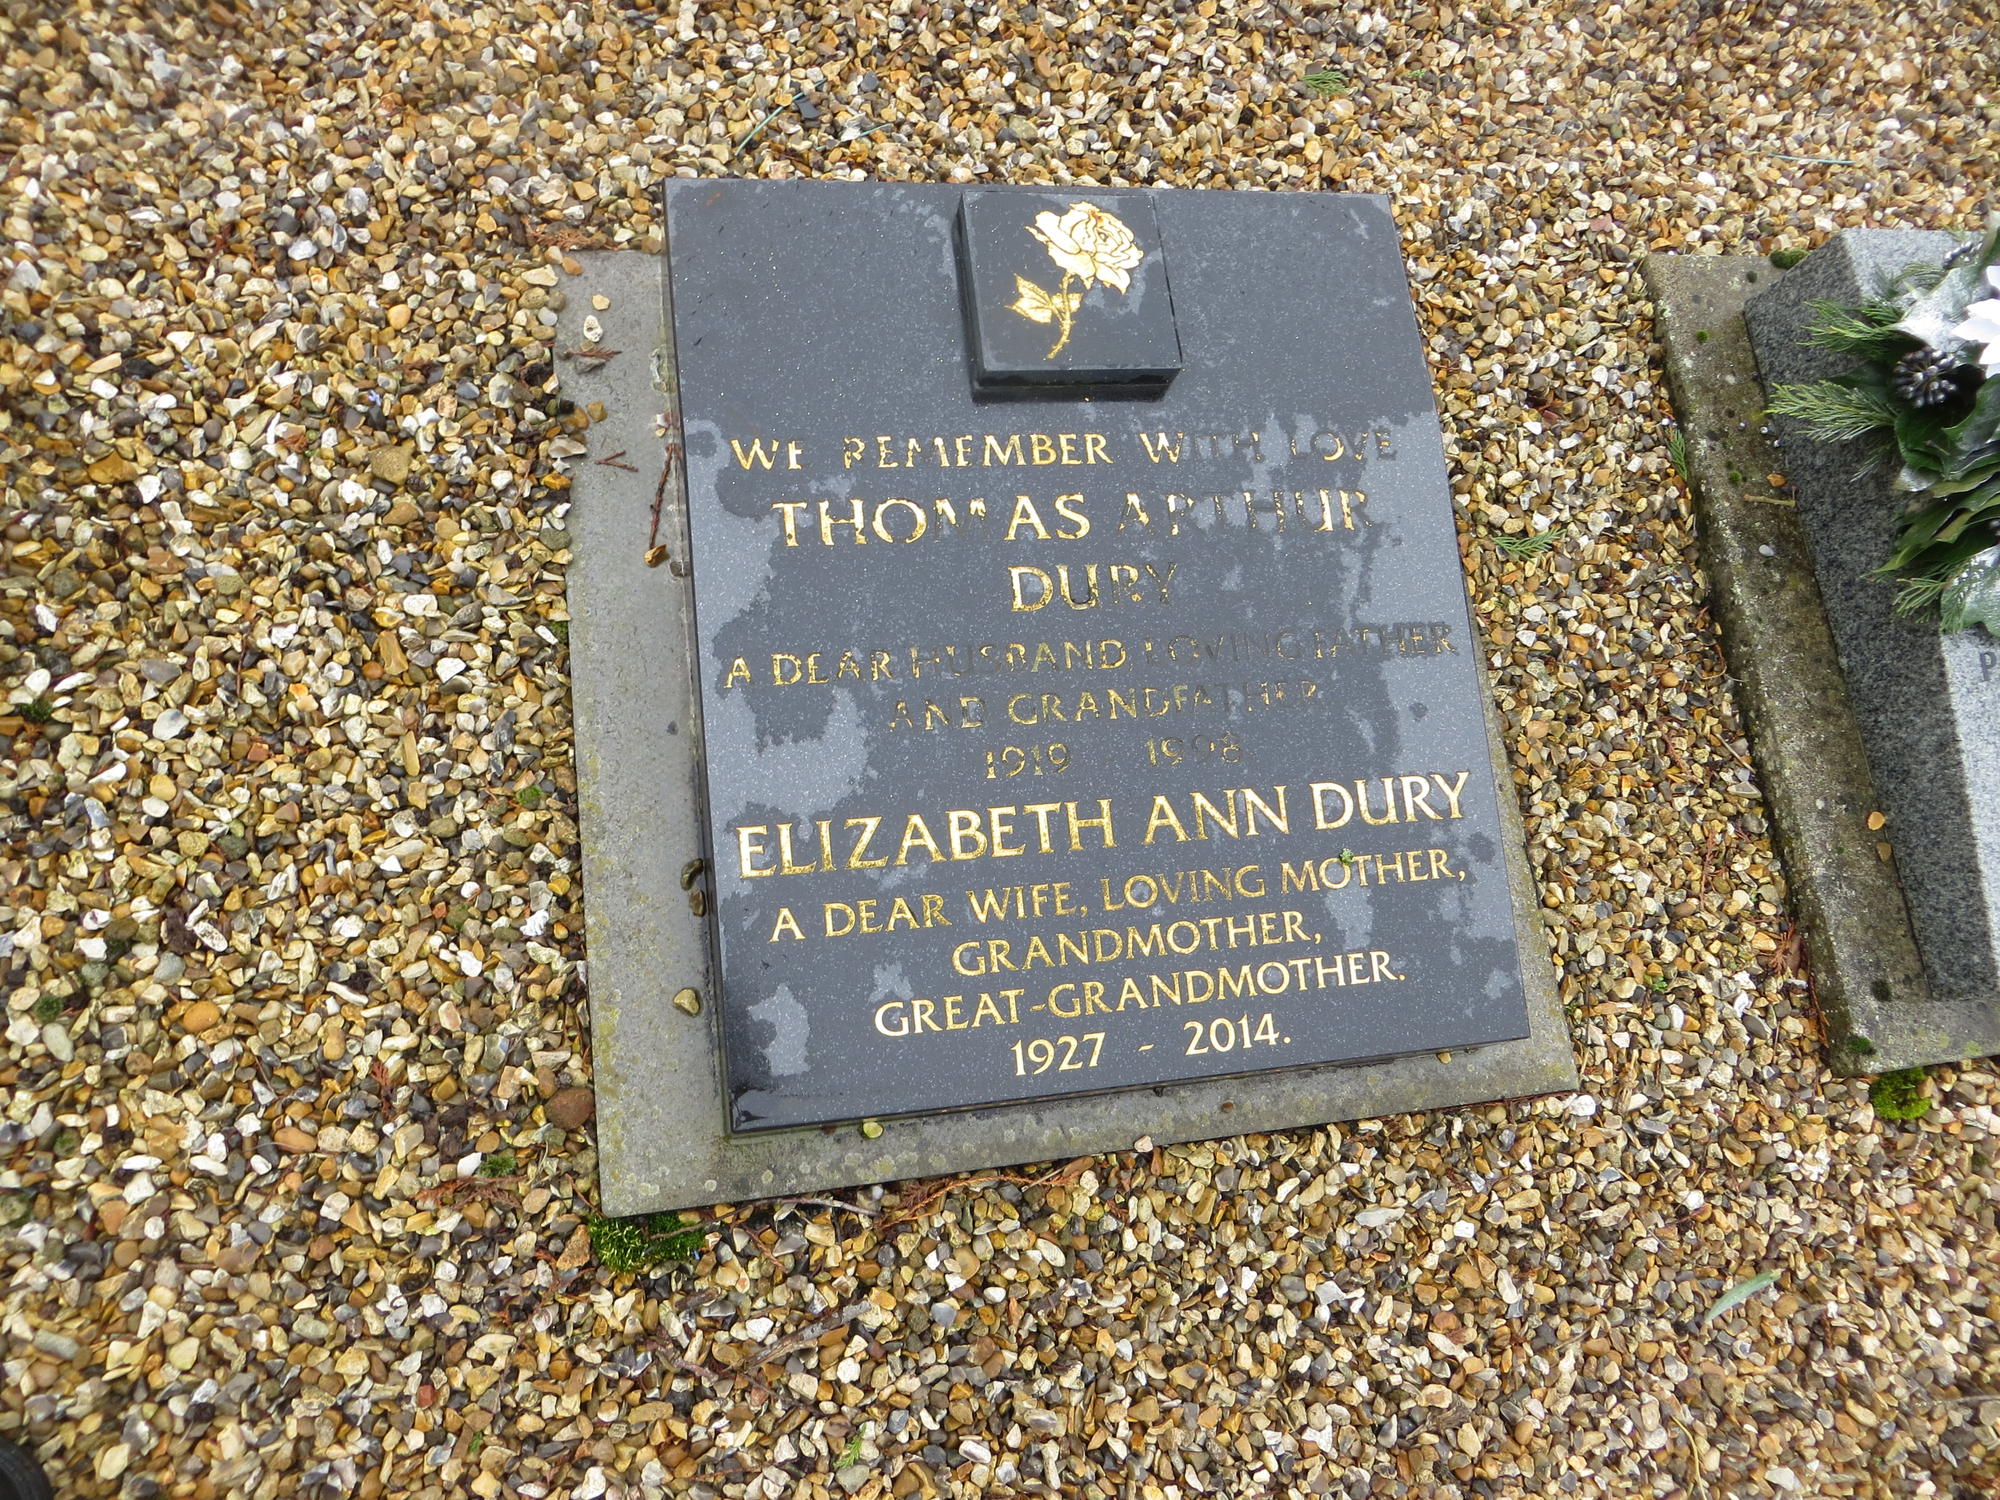 WE REMEMBER WITH LOVE
THOMAS ARTHUR
DURY
A DEAR HUSBAND LOVING FATHER
AND GRANDFATHER
1919 1998
ELIZABETH ANN DURY
A DEAR WIFE, LOVING MOTHER,
GRANDMOTHER,
GREAT-GRANDMOTHER.
1927 - 2014.
P